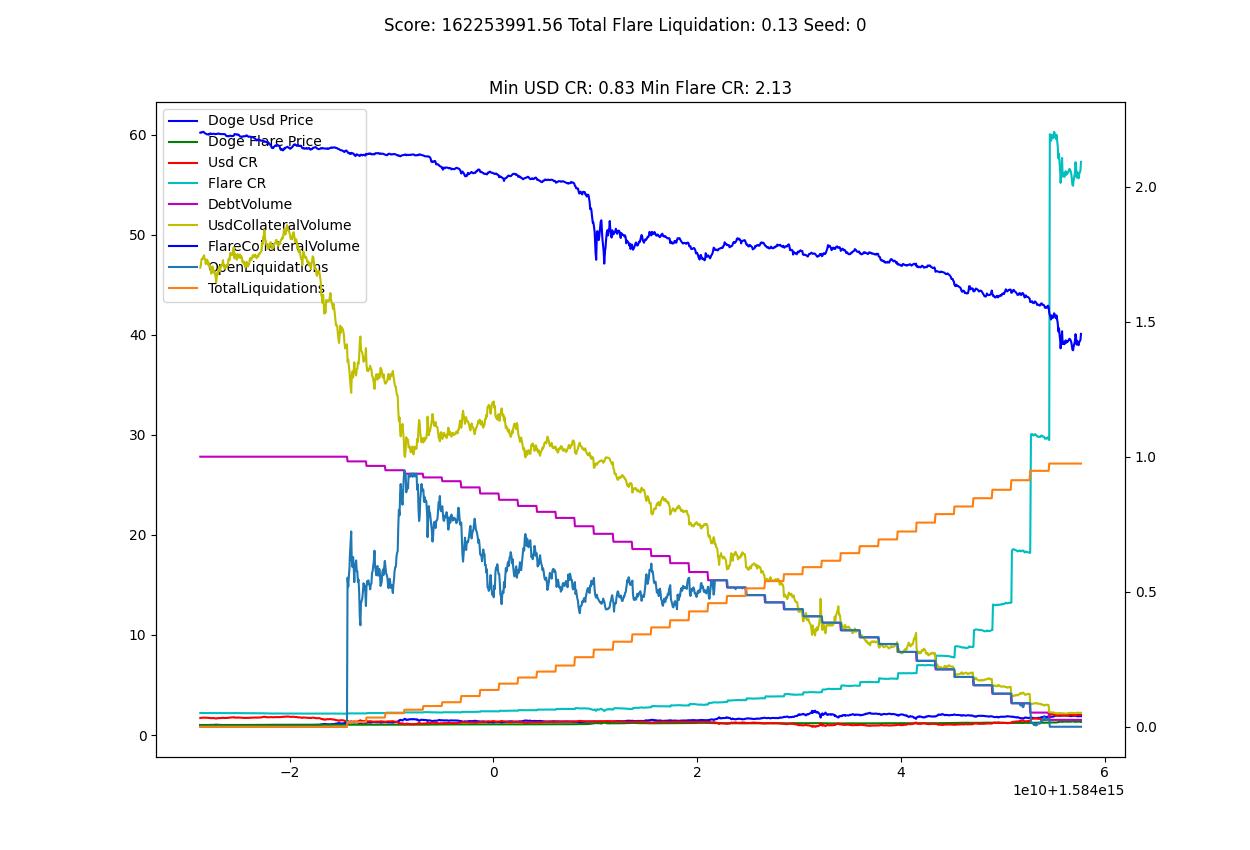 Score: 162253991.56 Total Flare Liquidation: 0.13 Seed: 0
Min USD CR: 0.83 Min Flare CR: 2.13
Doge Usd Price
Doge Flare Price
Usd CR
Flare CR
DebtVolume
UsdCollateralVolume
FlareCollateralVolume
OpenLiquidations
TotalLiquidations
60
50
40
30
20
10
0
2.0
1.5
1.0
0.5
0.0
−2
0
2
4
6
1e10+1.584e15